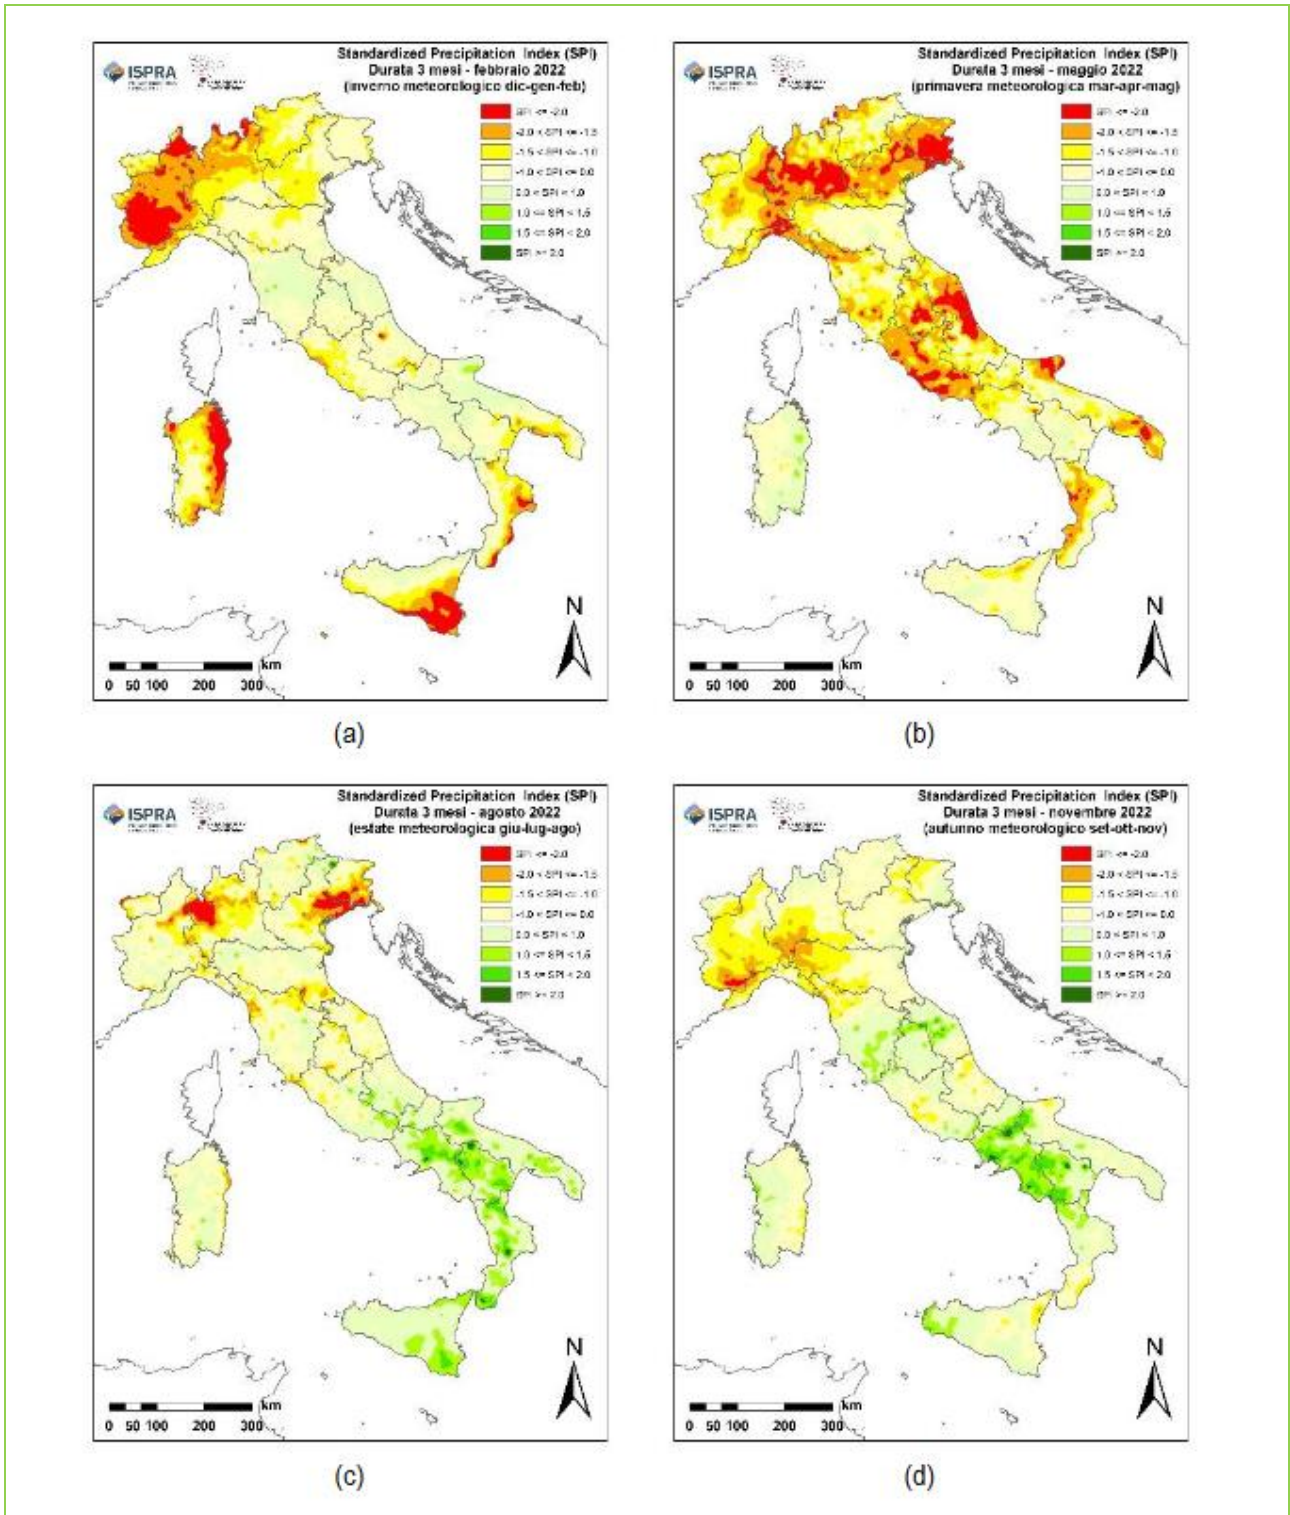 ISPRA
Standardized Precipitation Index (SPI)
Durata 3 mesi - febbraio 2022
(inverno meteorologico dic-gen-feb)
SPI <= -2.0
-2.0 < SPI <= -1.5
-1.5 < SPI <= -1.0
-1.0 < SPI <= 0.0
0.0 < SPI < 1.0
1.0 <= SPI < 1.5
1.5 <= SPI < 2.0
SPI >= 2.0
N
km
0 50 100 200 300
(a)
ISPRA
Standardized Precipitation Index (SPI)
Durata 3 mesi - maggio 2022
(primavera meteorologica mar-apr-mag)
SPI <= -2.0
-2.0 < SPI <= -1.5
-1.5 < SPI <= -1.0
-1.0 < SPI <= 0.0
0.0 < SPI < 1.0
1.0 <= SPI < 1.5
1.5 <= SPI < 2.0
SPI >= 2.0
N
km
0 50 100 200 300
(b)
ISPRA
Standardized Precipitation Index (SPI)
Durata 3 mesi - agosto 2022
(estate meteorologica giu-lug-ago)
SPI <= -2.0
-2.0 < SPI <= -1.5
-1.5 < SPI <= -1.0
-1.0 < SPI <= 0.0
0.0 < SPI < 1.0
1.0 <= SPI < 1.5
1.5 <= SPI < 2.0
SPI >= 2.0
N
km
0 50 100 200 300
(c)
ISPRA
Standardized Precipitation Index (SPI)
Durata 3 mesi - novembre 2022
(autunno meteorologico set-ott-nov)
SPI <= -2.0
-2.0 < SPI <= -1.5
-1.5 < SPI <= -1.0
-1.0 < SPI <= 0.0
0.0 < SPI < 1.0
1.0 <= SPI < 1.5
1.5 <= SPI < 2.0
SPI >= 2.0
N
km
0 50 100 200 300
(d)